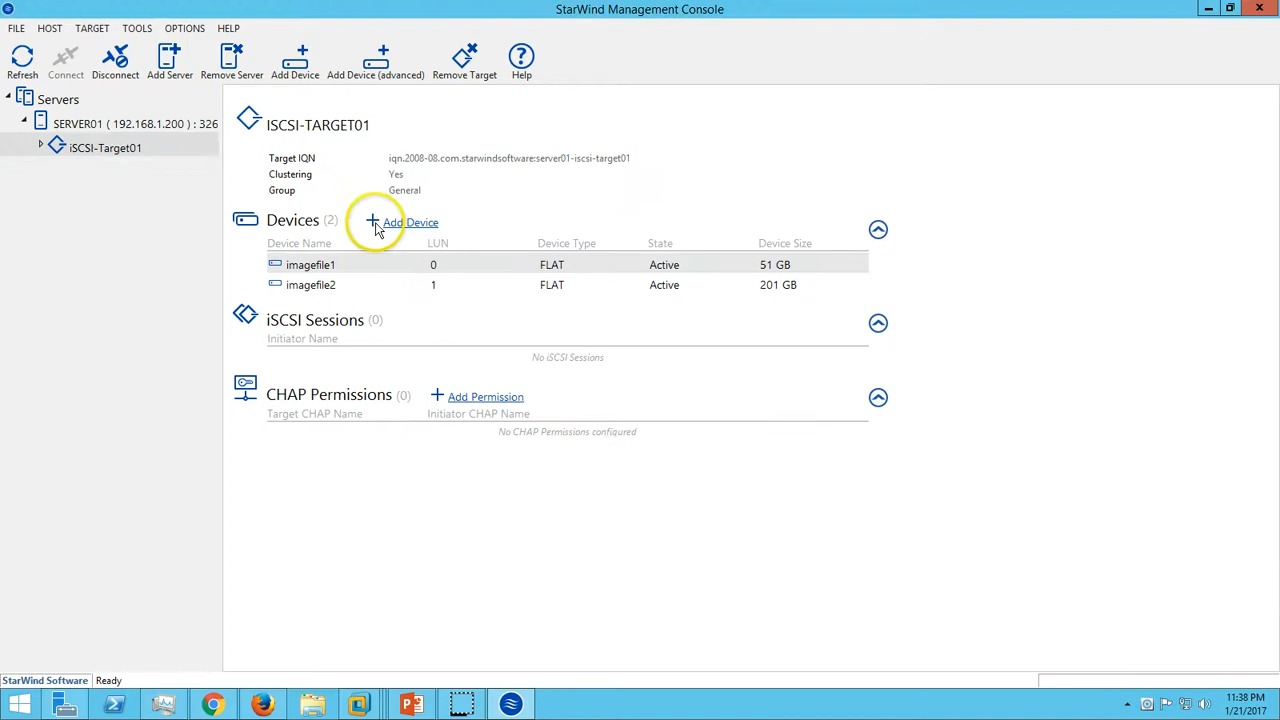 StarWind Management Console
FILE HOST TARGET TOOLS OPTIONS HELP
Refresh Connect Disconnect Add Server Remove Server Add Device Add Device (advanced) Remove Target Help
Servers
SERVER01 ( 192.168.1.200 ) : 326
iSCSI-Target01
ISCSI-TARGET01
Target IQN iqn.2008-08.com.starwindsoftware:server01-iscsi-target01
Clustering Yes
Group General
Devices (2) Add Device
Device Name LUN Device Type State Device Size
imagefile1 0 FLAT Active 51 GB
imagefile2 1 FLAT Active 201 GB
iSCSI Sessions (0)
Initiator Name
No iSCSI Sessions
CHAP Permissions (0) Add Permission
Target CHAP Name Initiator CHAP Name
No CHAP Permissions configured
StarWind Software Ready
11:38 PM
1/21/2017